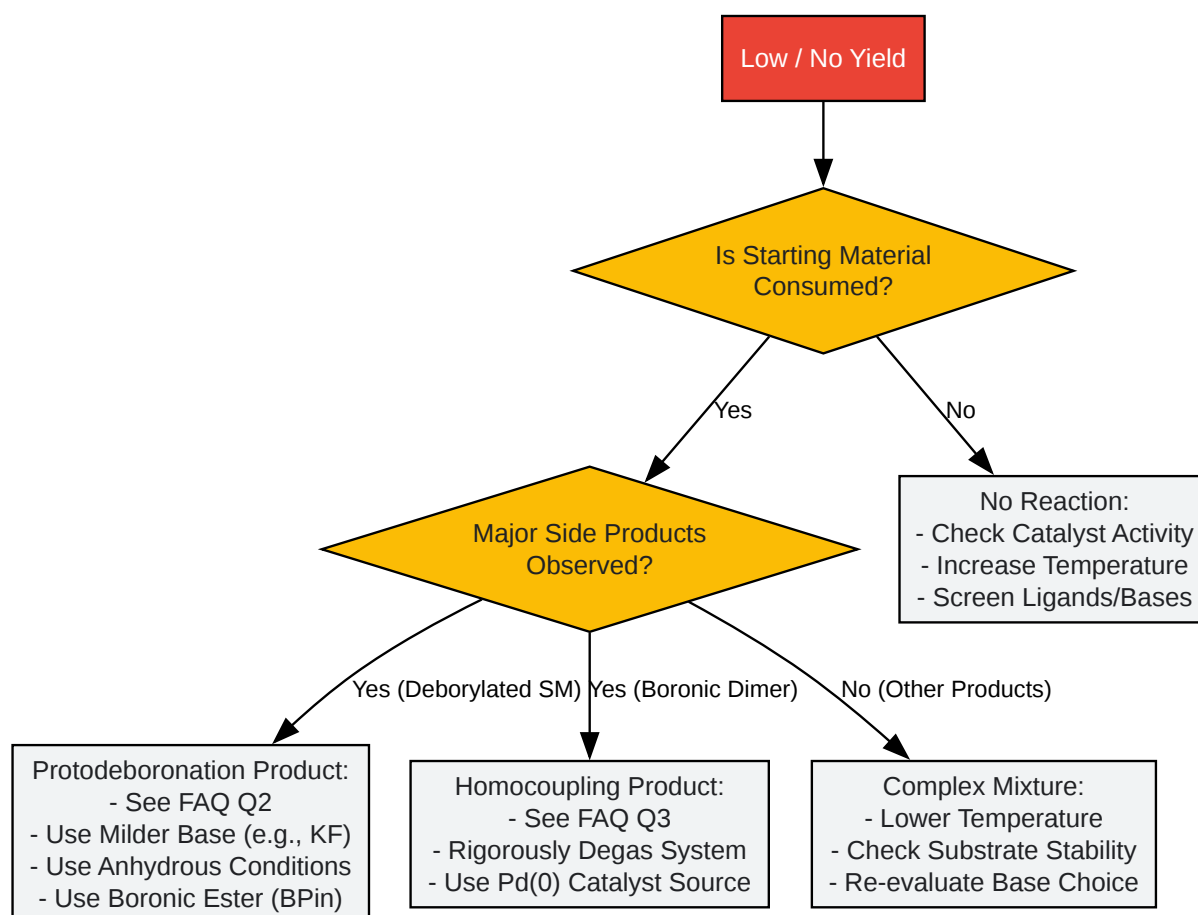 Low / No Yield
Is Starting Material
Consumed?
Yes
No
Major Side Products
Observed?
No Reaction:
- Check Catalyst Activity
- Increase Temperature
- Screen Ligands/Bases
Yes (Deborylated SM)
Yes (Boronic Dimer)
No (Other Products)
Protodeboronation Product:
- See FAQ Q2
- Use Milder Base (e.g., KF)
- Use Anhydrous Conditions
- Use Boronic Ester (BPin)
Homocoupling Product:
- See FAQ Q3
- Rigorously Degas System
- Use Pd(0) Catalyst Source
Complex Mixture:
- Lower Temperature
- Check Substrate Stability
- Re-evaluate Base Choice